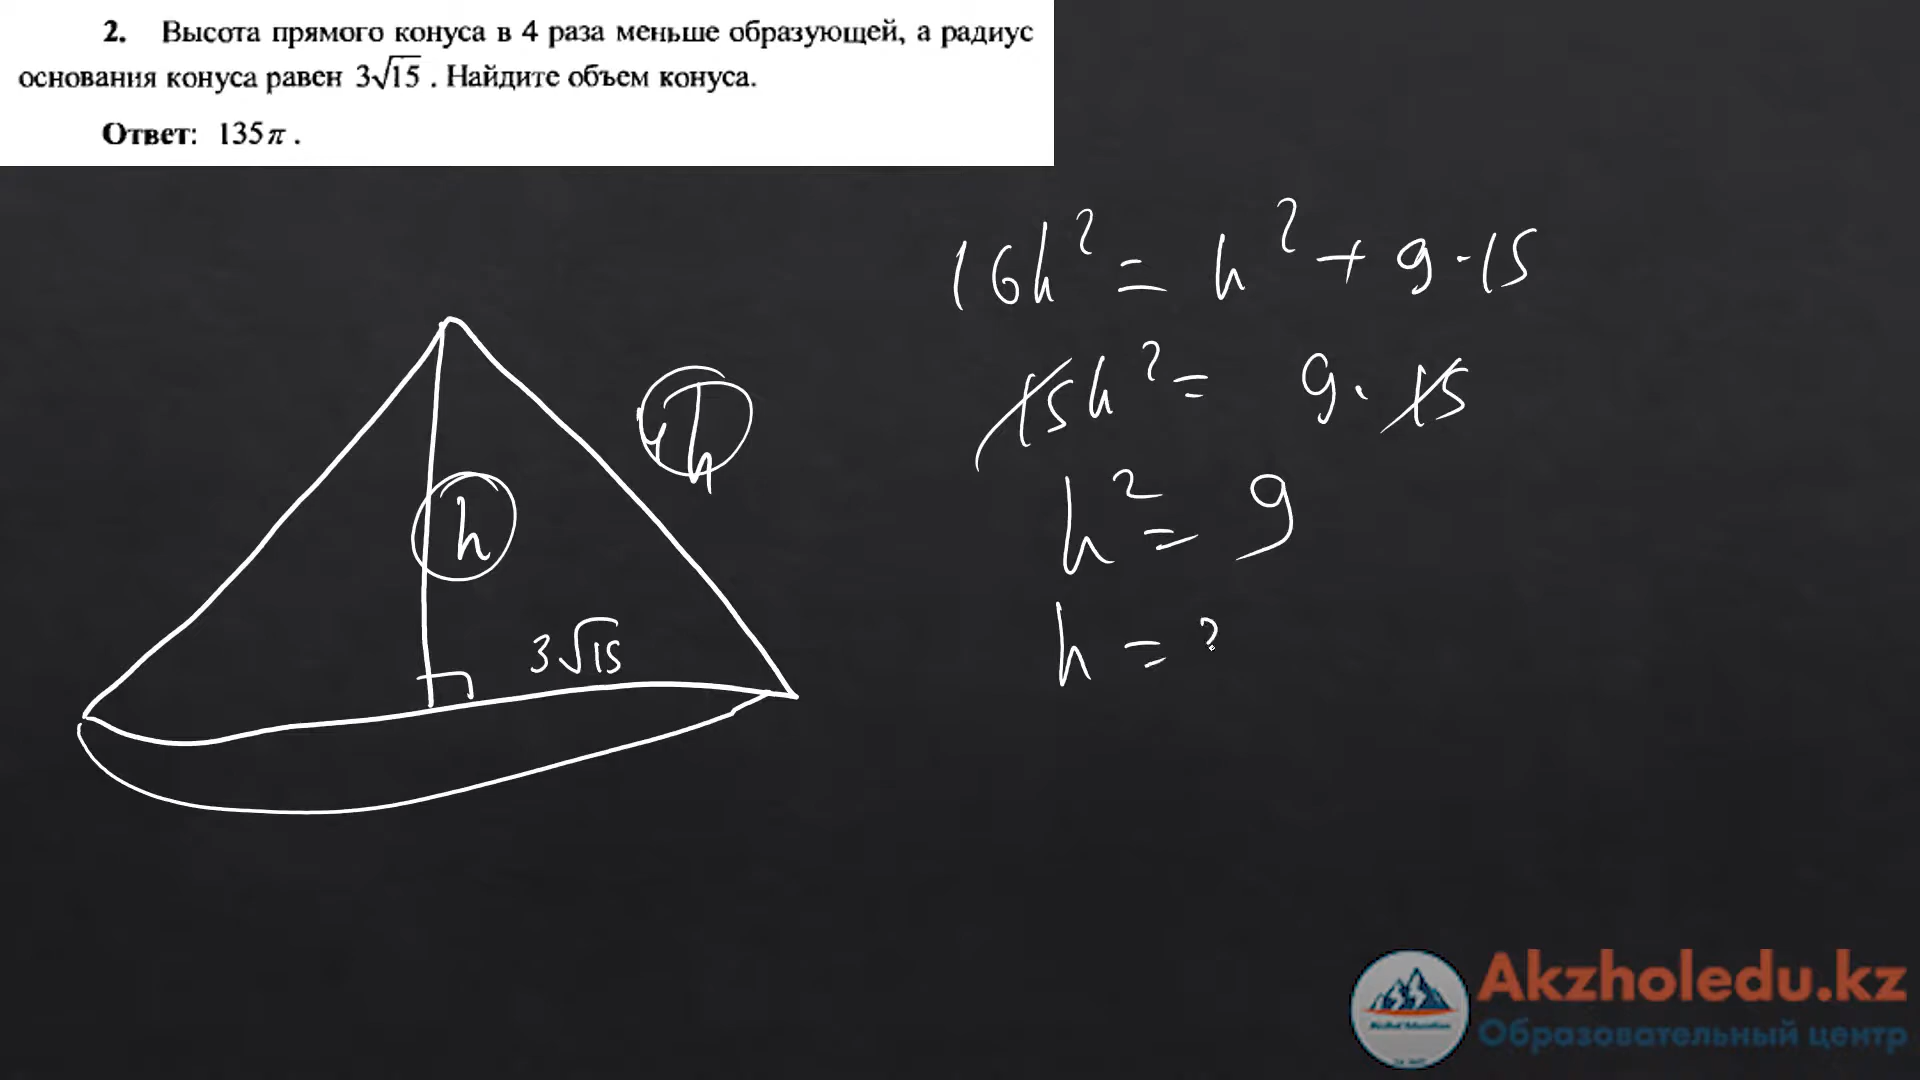 2. Высота прямого конуса в 4 раза меньше образующей, а радиус
основания конуса равен 3√15 . Найдите объем конуса.
Ответ: 135π .
16h² = h² + 9·15
15h² = 9·15
h² = 9
h = ?
4h
h
3√15
Akzholedu.kz
Образовательный центр